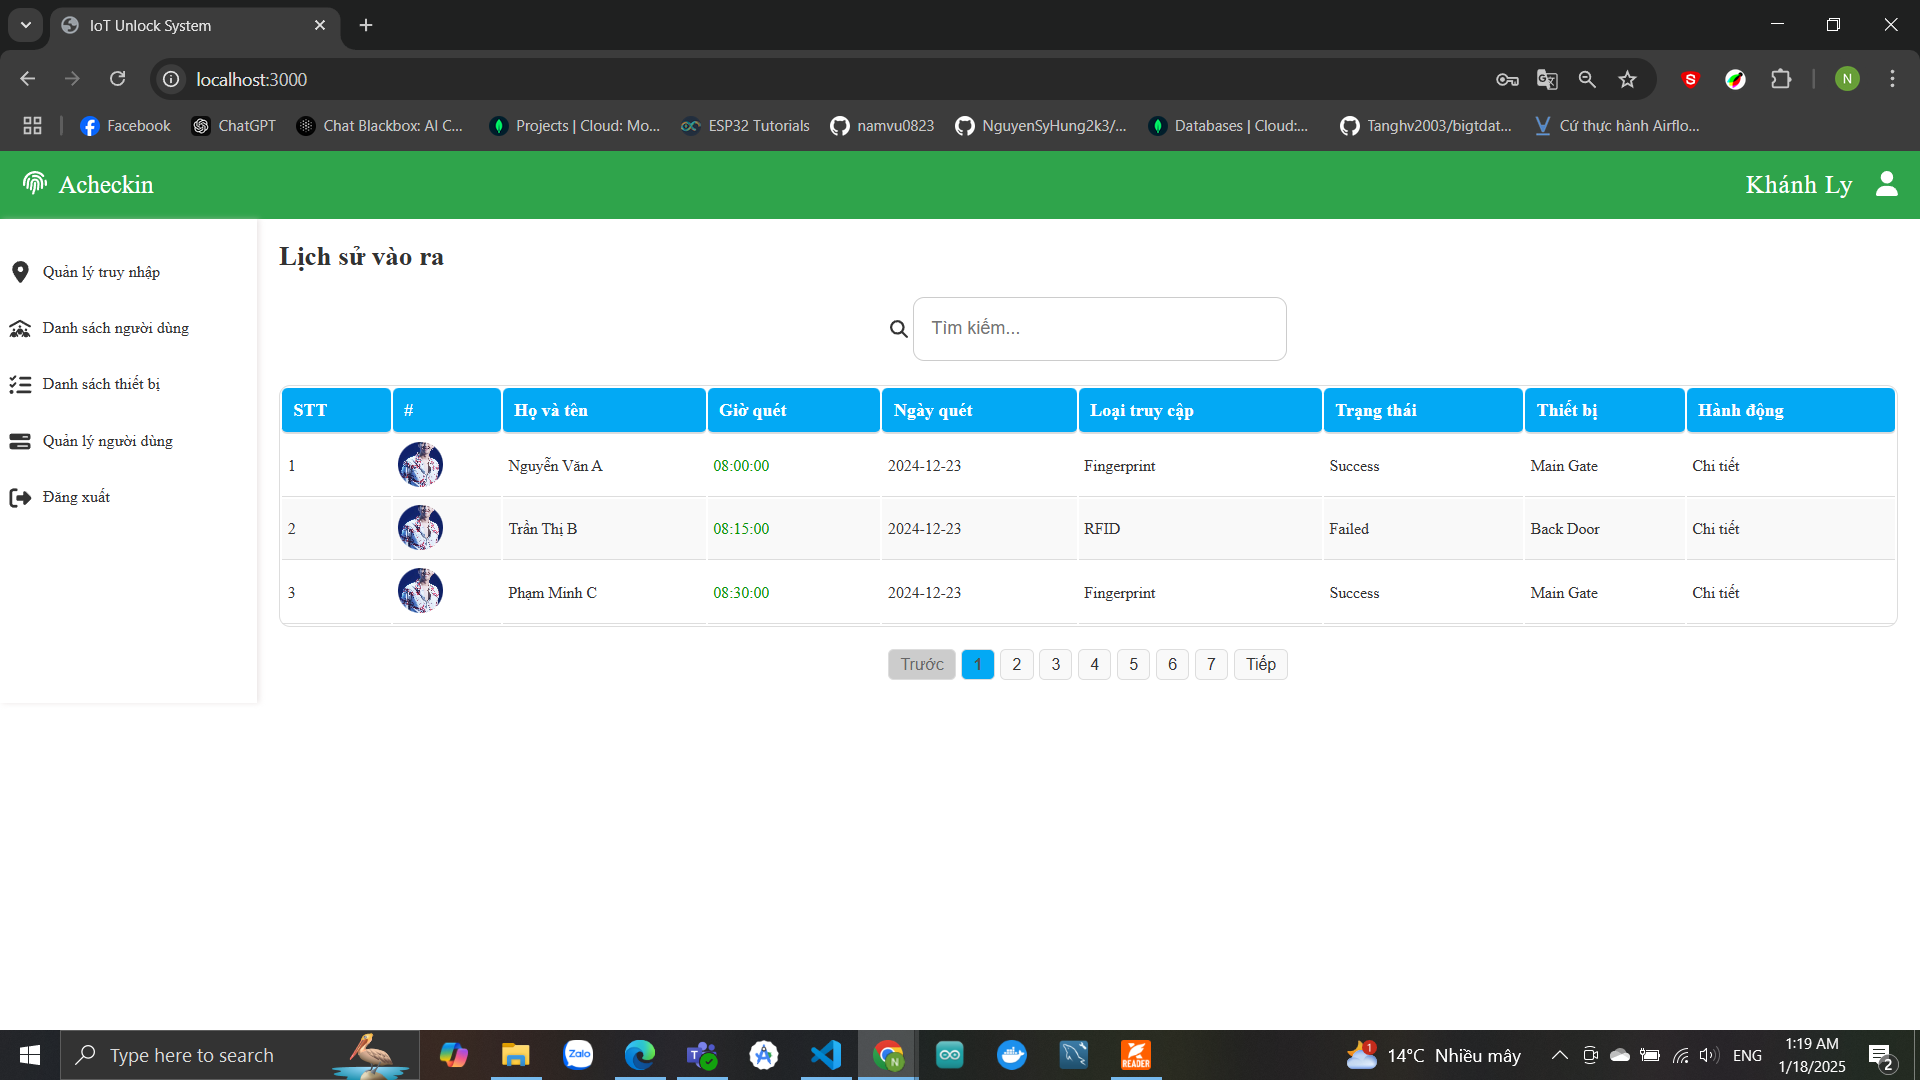 IoT Unlock System
localhost:3000
N
Facebook
ChatGPT
Chat Blackbox: AI C...
Projects | Cloud: Mo...
ESP32 Tutorials
namvu0823
NguyenSyHung2k3/...
Databases | Cloud:...
Tanghv2003/bigtdat...
Cứ thực hành Airflo...
Acheckin
Khánh Ly
Quản lý truy nhập
Danh sách người dùng
Danh sách thiết bị
Quản lý người dùng
Đăng xuất
Lịch sử vào ra
Tìm kiếm...
STT # Họ và tên Giờ quét Ngày quét Loại truy cập Trạng thái Thiết bị Hành động
1 Nguyễn Văn A 08:00:00 2024-12-23 Fingerprint Success Main Gate Chi tiết
2 Trần Thị B 08:15:00 2024-12-23 RFID Failed Back Door Chi tiết
3 Phạm Minh C 08:30:00 2024-12-23 Fingerprint Success Main Gate Chi tiết
Trước 1 2 3 4 5 6 7 Tiếp
Type here to search
Zalo
N
READER
1
14°C Nhiều mây
ENG
1:19 AM
1/18/2025
2